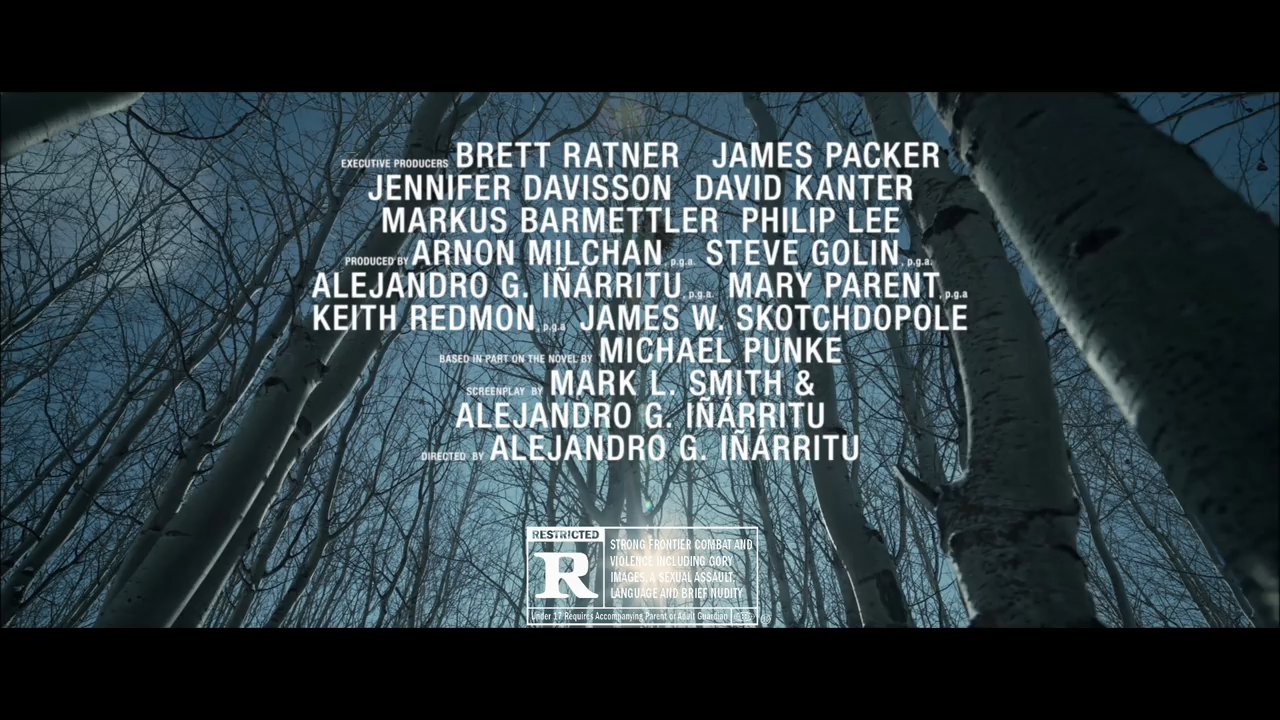 EXECUTIVE PRODUCERS BRETT RATNER JAMES PACKER
JENNIFER DAVISSON DAVID KANTER
MARKUS BARMETTLER PHILIP LEE
PRODUCED BY ARNON MILCHAN, p.g.a. STEVE GOLIN, p.g.a.
ALEJANDRO G. IÑÁRRITU, p.g.a. MARY PARENT, p.g.a
KEITH REDMON, p.g.a JAMES W. SKOTCHDOPOLE
BASED IN PART ON THE NOVEL BY MICHAEL PUNKE
SCREENPLAY BY MARK L. SMITH &
ALEJANDRO G. IÑÁRRITU
DIRECTED BY ALEJANDRO G. IÑÁRRITU
RESTRICTED
R
STRONG FRONTIER COMBAT AND
VIOLENCE INCLUDING GORY
IMAGES, A SEXUAL ASSAULT,
LANGUAGE AND BRIEF NUDITY
Under 17 Requires Accompanying Parent or Adult Guardian